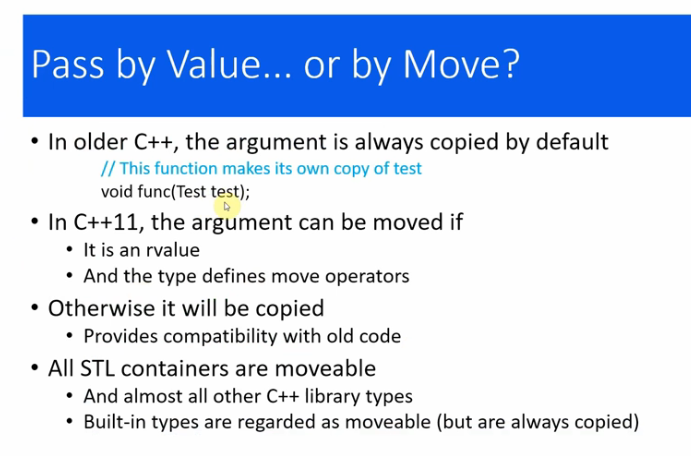 Pass by Value... or by Move?
• In older C++, the argument is always copied by default
// This function makes its own copy of test
void func(Test test);
• In C++11, the argument can be moved if
• It is an rvalue
• And the type defines move operators
• Otherwise it will be copied
• Provides compatibility with old code
• All STL containers are moveable
• And almost all other C++ library types
• Built-in types are regarded as moveable (but are always copied)